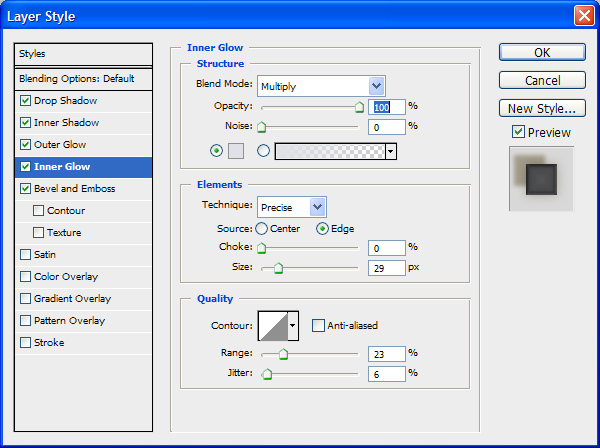 Layer Style
Styles
Blending Options: Default
Drop Shadow
Inner Shadow
Outer Glow
Inner Glow
Bevel and Emboss
Contour
Texture
Satin
Color Overlay
Gradient Overlay
Pattern Overlay
Stroke
Inner Glow
Structure
Blend Mode: Multiply
Opacity: 100 %
Noise: 0 %
Elements
Technique: Precise
Source: Center Edge
Choke: 0 %
Size: 29 px
Quality
Contour: Anti-aliased
Range: 23 %
Jitter: 6 %
OK
Cancel
New Style...
Preview